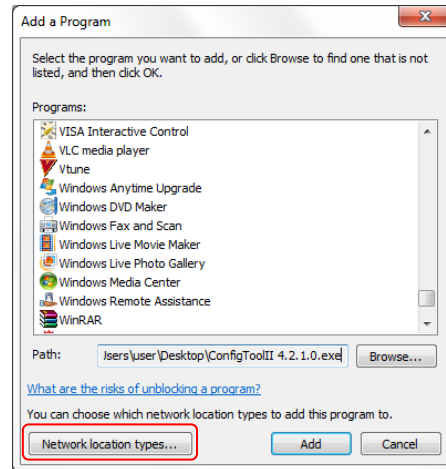 Add a Program
Select the program you want to add, or click Browse to find one that is not
listed, and then click OK.
Programs:
VISA Interactive Control
VLC media player
Vtune
Windows Anytime Upgrade
Windows DVD Maker
Windows Fax and Scan
Windows Live Movie Maker
Windows Live Photo Gallery
Windows Media Center
Windows Remote Assistance
WinRAR
Path: Jsers\user\Desktop\ConfigToolII 4.2.1.0.exe Browse...
What are the risks of unblocking a program?
You can choose which network location types to add this program to.
Network location types... Add Cancel